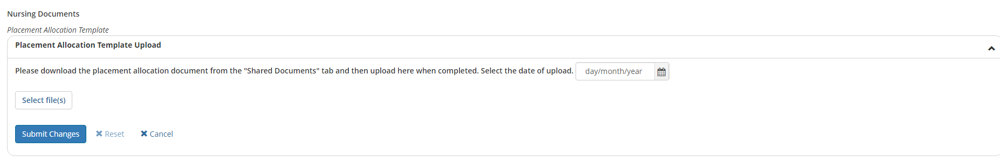 Nursing Documents
Placement Allocation Template
Placement Allocation Template Upload
Please download the placement allocation document from the "Shared Documents" tab and then upload here when completed. Select the date of upload. day/month/year
Select file(s)
Submit Changes Reset Cancel